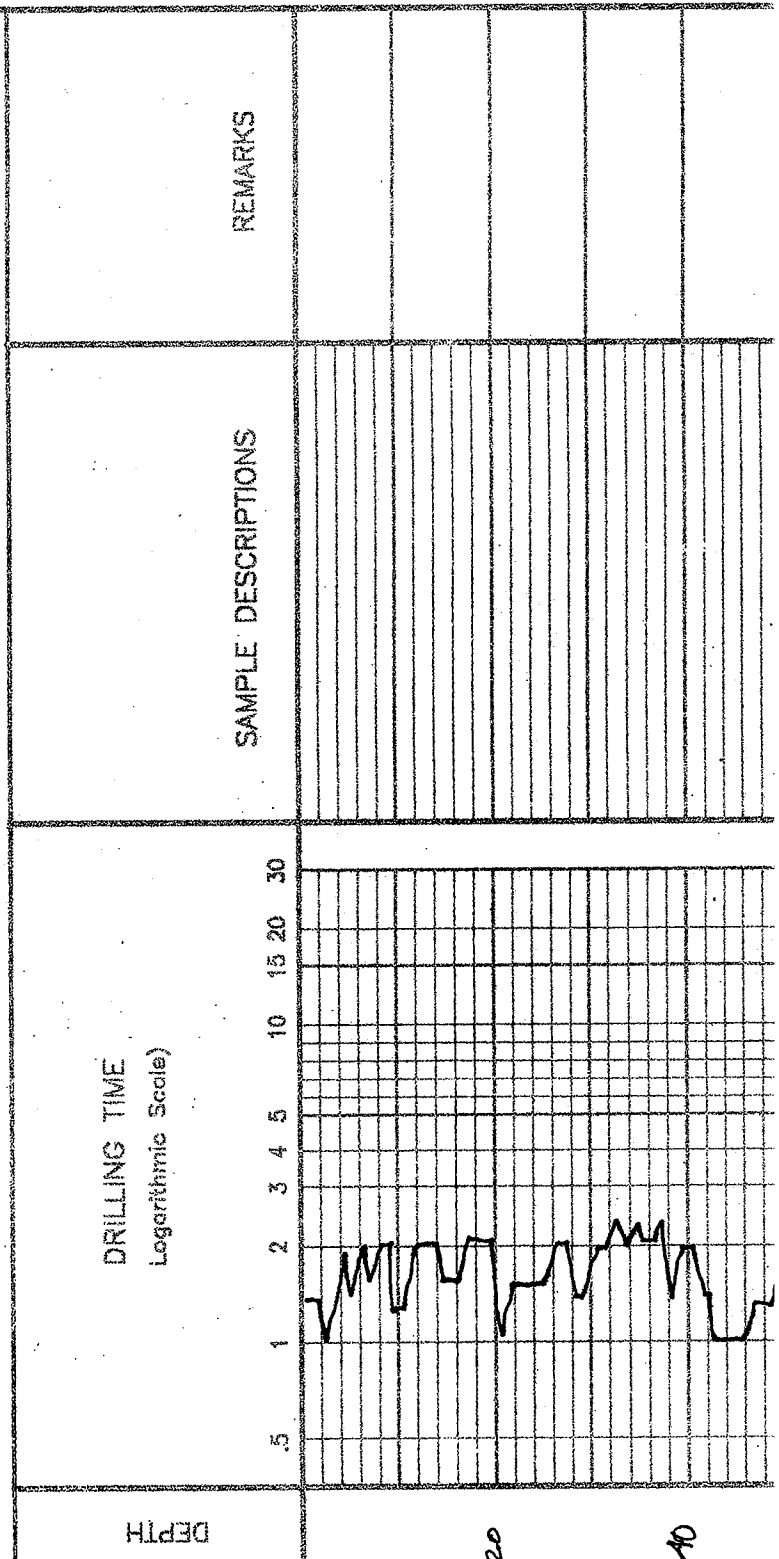 DEPTH
DRILLING TIME
Logarithmic Scale)
.5 1 2 3 4 5 10 15 20 30
SAMPLE DESCRIPTIONS
REMARKS
20
40